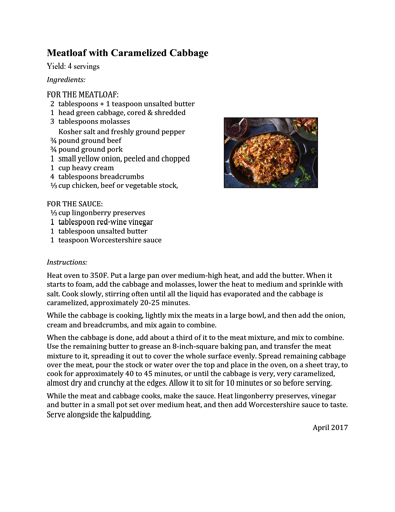 Meatloaf with Caramelized Cabbage
Yield: 4 servings
Ingredients:
FOR THE MEATLOAF:
2 tablespoons + 1 teaspoon unsalted butter
1 head green cabbage, cored & shredded
3 tablespoons molasses
Kosher salt and freshly ground pepper
¾ pound ground beef
¾ pound ground pork
1 small yellow onion, peeled and chopped
1 cup heavy cream
4 tablespoons breadcrumbs
⅓ cup chicken, beef or vegetable stock,
FOR THE SAUCE:
⅓ cup lingonberry preserves
1 tablespoon red-wine vinegar
1 tablespoon unsalted butter
1 teaspoon Worcestershire sauce
Instructions:
Heat oven to 350F. Put a large pan over medium-high heat, and add the butter. When it
starts to foam, add the cabbage and molasses, lower the heat to medium and sprinkle with
salt. Cook slowly, stirring often until all the liquid has evaporated and the cabbage is
caramelized, approximately 20-25 minutes.
While the cabbage is cooking, lightly mix the meats in a large bowl, and then add the onion,
cream and breadcrumbs, and mix again to combine.
When the cabbage is done, add about a third of it to the meat mixture, and mix to combine.
Use the remaining butter to grease an 8-inch-square baking pan, and transfer the meat
mixture to it, spreading it out to cover the whole surface evenly. Spread remaining cabbage
over the meat, pour the stock or water over the top and place in the oven, on a sheet tray, to
cook for approximately 40 to 45 minutes, or until the cabbage is very, very caramelized,
almost dry and crunchy at the edges. Allow it to sit for 10 minutes or so before serving.
While the meat and cabbage cooks, make the sauce. Heat lingonberry preserves, vinegar
and butter in a small pot set over medium heat, and then add Worcestershire sauce to taste.
Serve alongside the kalpudding.
April 2017